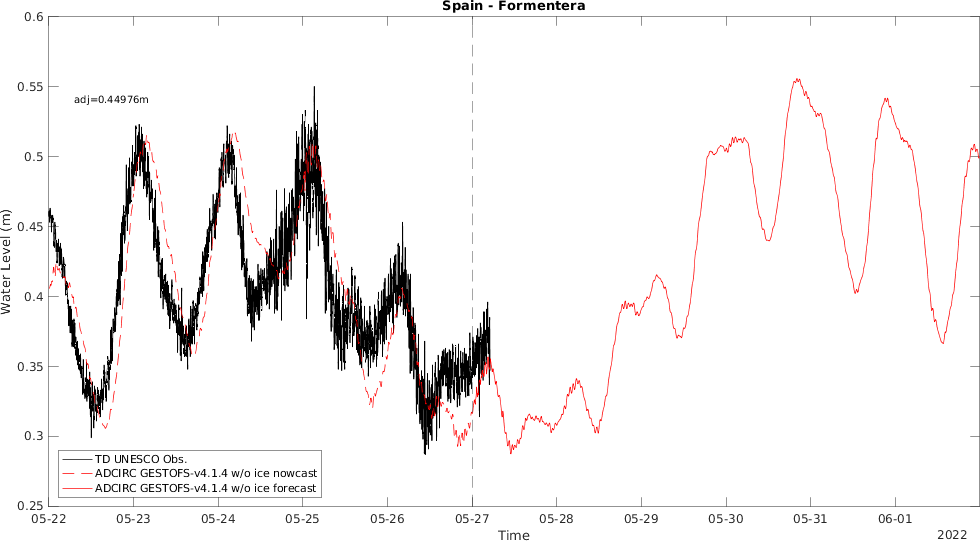 Spain - Formentera
0.6
0.55
adj=0.44976m
0.5
0.45
Water Level (m)
0.4
0.35
0.3
TD UNESCO Obs.
ADCIRC GESTOFS-v4.1.4 w/o ice nowcast
ADCIRC GESTOFS-v4.1.4 w/o ice forecast
0.25
05-22 05-23 05-24 05-25 05-26 05-27 05-28 05-29 05-30 05-31 06-01
Time
2022